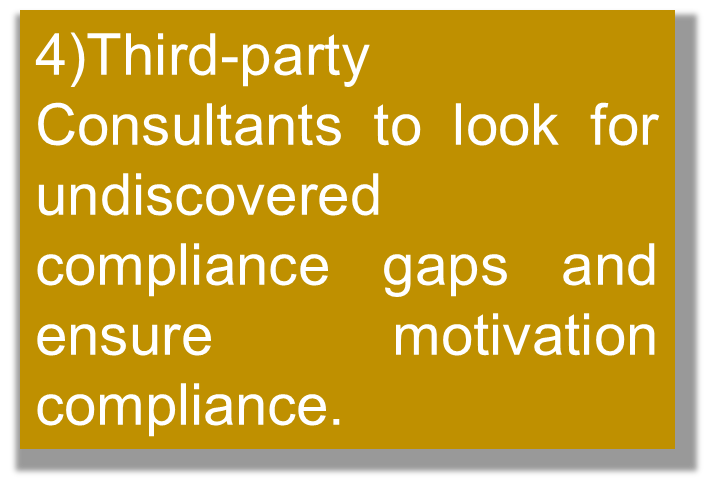 4)Third-party
Consultants to look for
undiscovered
compliance gaps and
ensure motivation
compliance.